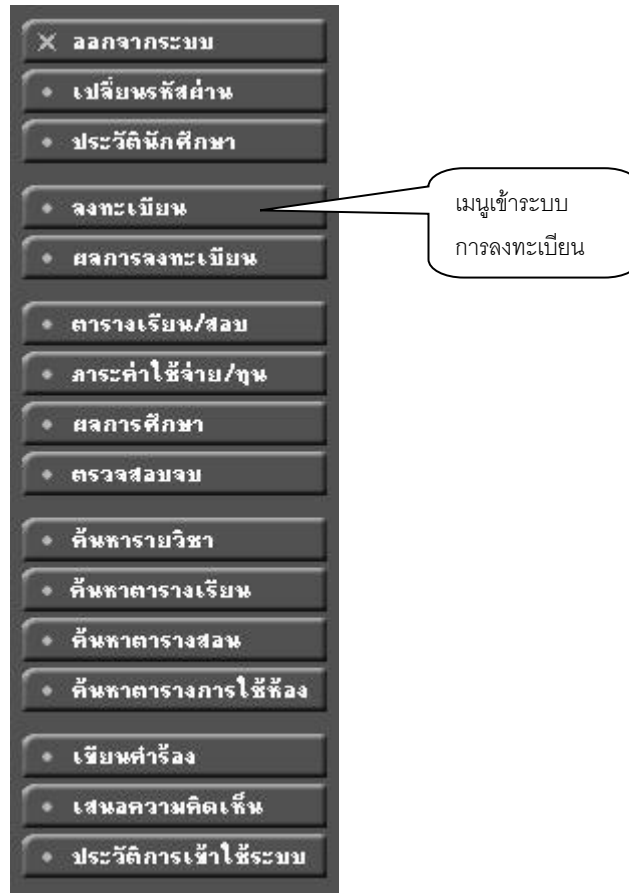 ออกจากระบบ
เปลี่ยนรหัสผ่าน
ประวัตินักศึกษา
ลงทะเบียน
เมนูเข้าระบบ
การลงทะเบียน
ผลการลงทะเบียน
ตารางเรียน/สอบ
ภาระค่าใช้จ่าย/ทุน
ผลการศึกษา
ตรวจสอบจบ
ค้นหารายวิชา
ค้นหาตารางเรียน
ค้นหาตารางสอน
ค้นหาตารางการใช้ห้อง
เขียนคำร้อง
เสนอความคิดเห็น
ประวัติการเข้าใช้ระบบ